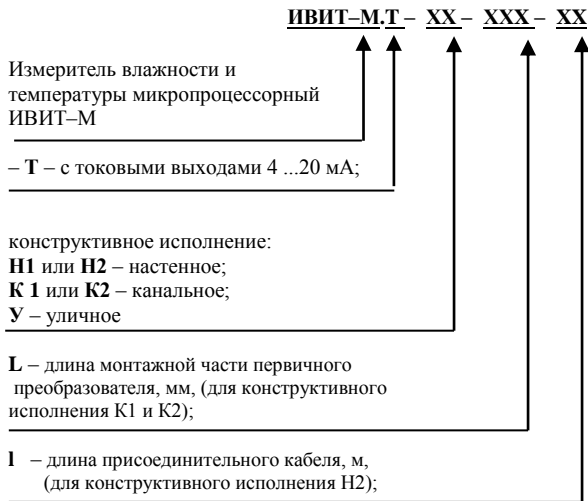 ИВИТ–М.Т – ХХ – ХХХ – ХХ
Измеритель влажности и
температуры микропроцессорный
ИВИТ–М
– Т – с токовыми выходами 4 ...20 мА;
конструктивное исполнение:
Н1 или Н2 – настенное;
К 1 или К2 – канальное;
У – уличное
L – длина монтажной части первичного
преобразователя, мм, (для конструктивного
исполнения К1 и К2);
l – длина присоединительного кабеля, м,
(для конструктивного исполнения Н2);